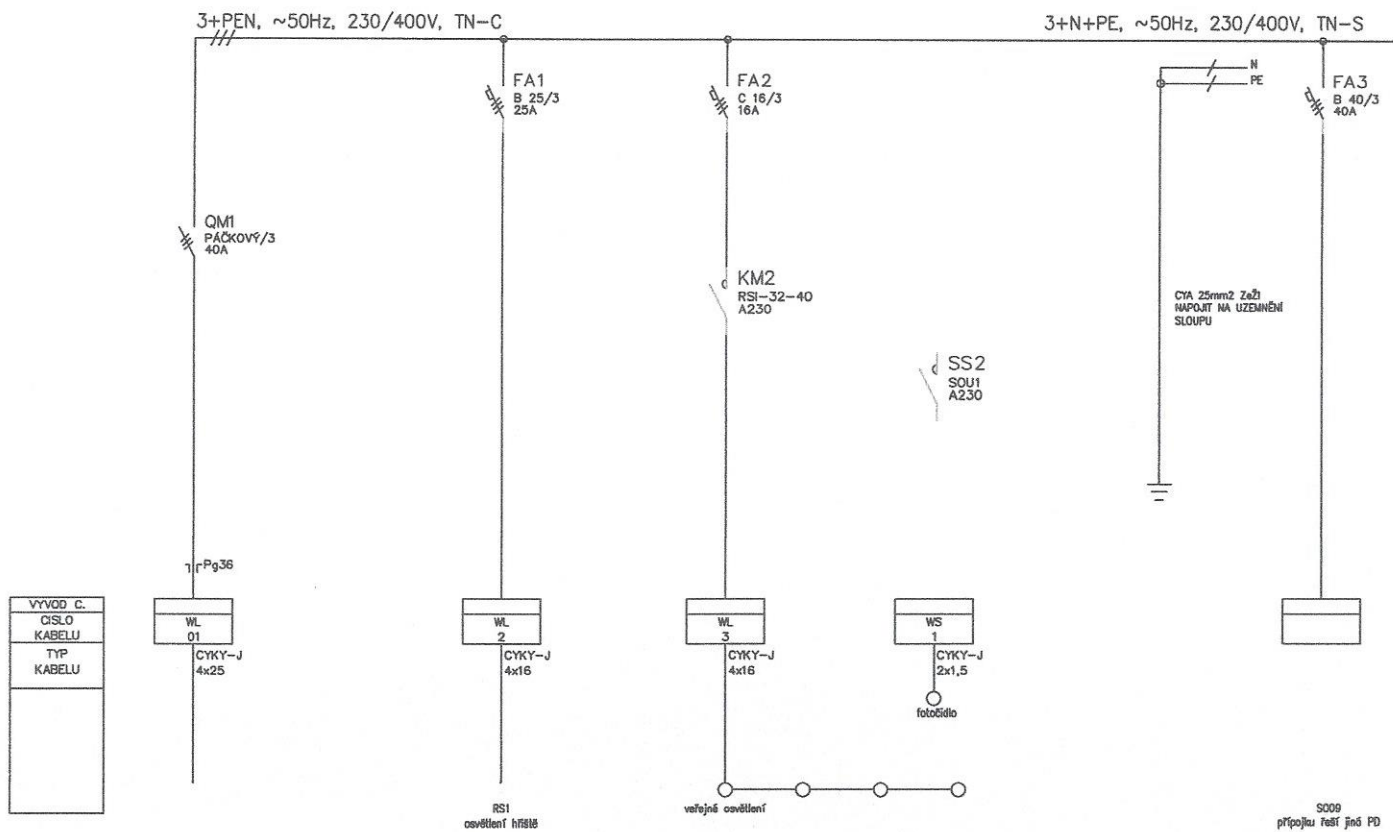 3+PEN, ~50Hz, 230/400V, TN-C
3+N+PE, ~50Hz, 230/400V, TN-S
N
PE
FA1
B 25/3
25A
FA2
C 16/3
16A
FA3
B 40/3
40A
QM1
PÁČKOVÝ/3
40A
KM2
RSI-32-40
A230
CYA 25mm2 ZeŽl
NAPOJIT NA UZEMNĚNÍ
SLOUPU
SS2
SOU1
A230
Pg36
VYVOD C.
CISLO
KABELU
TYP
KABELU
WL
01
CYKY-J
4x25
WL
2
CYKY-J
4x16
WL
3
CYKY-J
4x16
WS
1
CYKY-J
2x1,5
fotočidlo
RS1
osvětlení hřiště
veřejné osvětlení
SO09
přípojku řeší jiná PD